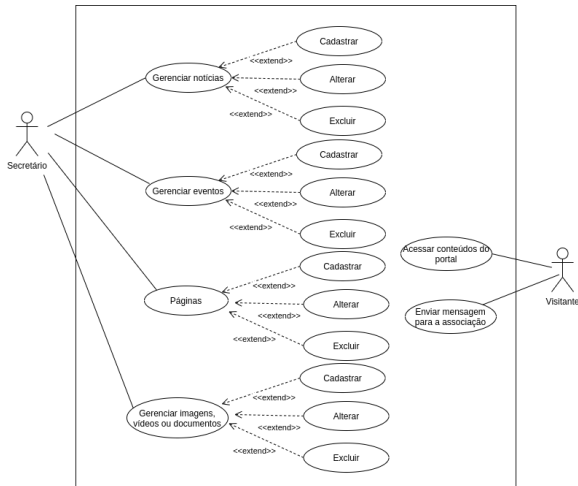 Cadastrar
<<extend>>
Gerenciar notícias
Alterar
<<extend>>
<<extend>>
Excluir
Secretário
Cadastrar
<<extend>>
Gerenciar eventos
Alterar
<<extend>>
<<extend>>
Excluir
Acessar conteúdos do
portal
Cadastrar
<<extend>>
Páginas
Alterar
Visitante
Enviar mensagem
para a associação
<<extend>>
<<extend>>
Excluir
Cadastrar
<<extend>>
Gerenciar imagens,
vídeos ou documentos
Alterar
<<extend>>
<<extend>>
Excluir